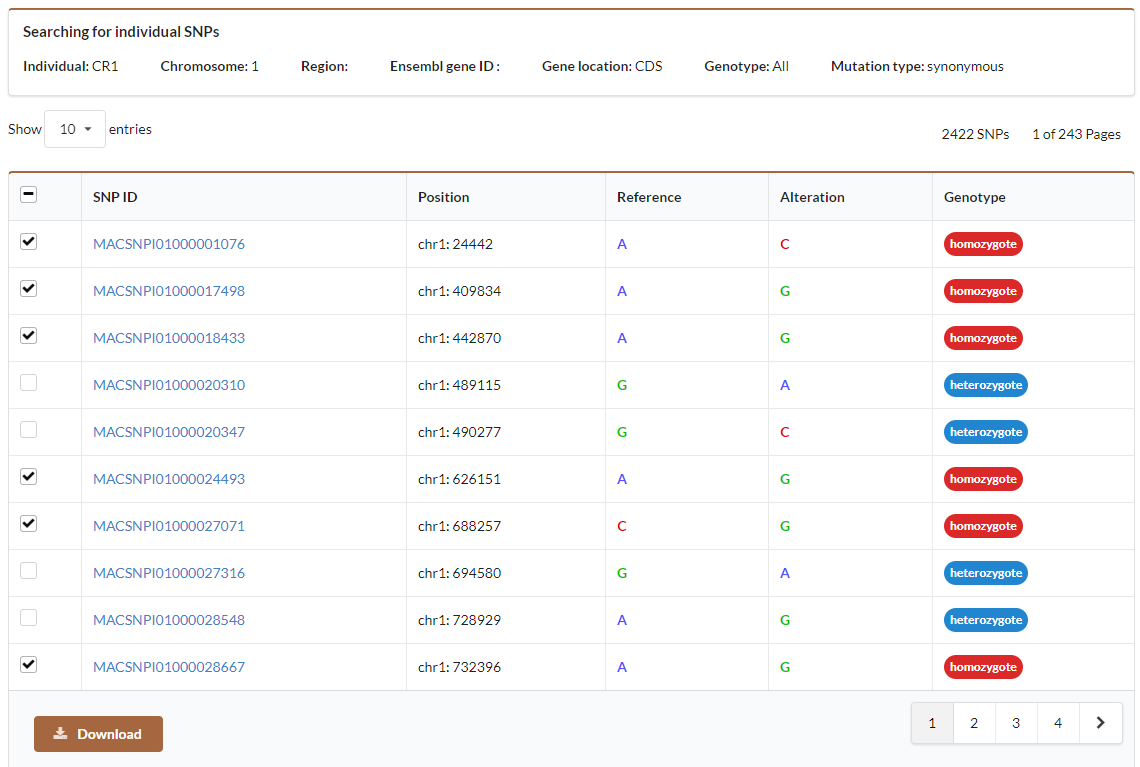 Searching for individual SNPs
Individual: CR1 Chromosome: 1 Region: Ensembl gene ID : Gene location: CDS Genotype: All Mutation type: synonymous
Show 10 entries 2422 SNPs 1 of 243 Pages
SNP ID Position Reference Alteration Genotype
MACSNPI01000001076 chr1: 24442 A C homozygote
MACSNPI01000017498 chr1: 409834 A G homozygote
MACSNPI01000018433 chr1: 442870 A G homozygote
MACSNPI01000020310 chr1: 489115 G A heterozygote
MACSNPI01000020347 chr1: 490277 G C heterozygote
MACSNPI01000024493 chr1: 626151 A G homozygote
MACSNPI01000027071 chr1: 688257 C G homozygote
MACSNPI01000027316 chr1: 694580 G A heterozygote
MACSNPI01000028548 chr1: 728929 A G heterozygote
MACSNPI01000028667 chr1: 732396 A G homozygote
Download 1 2 3 4